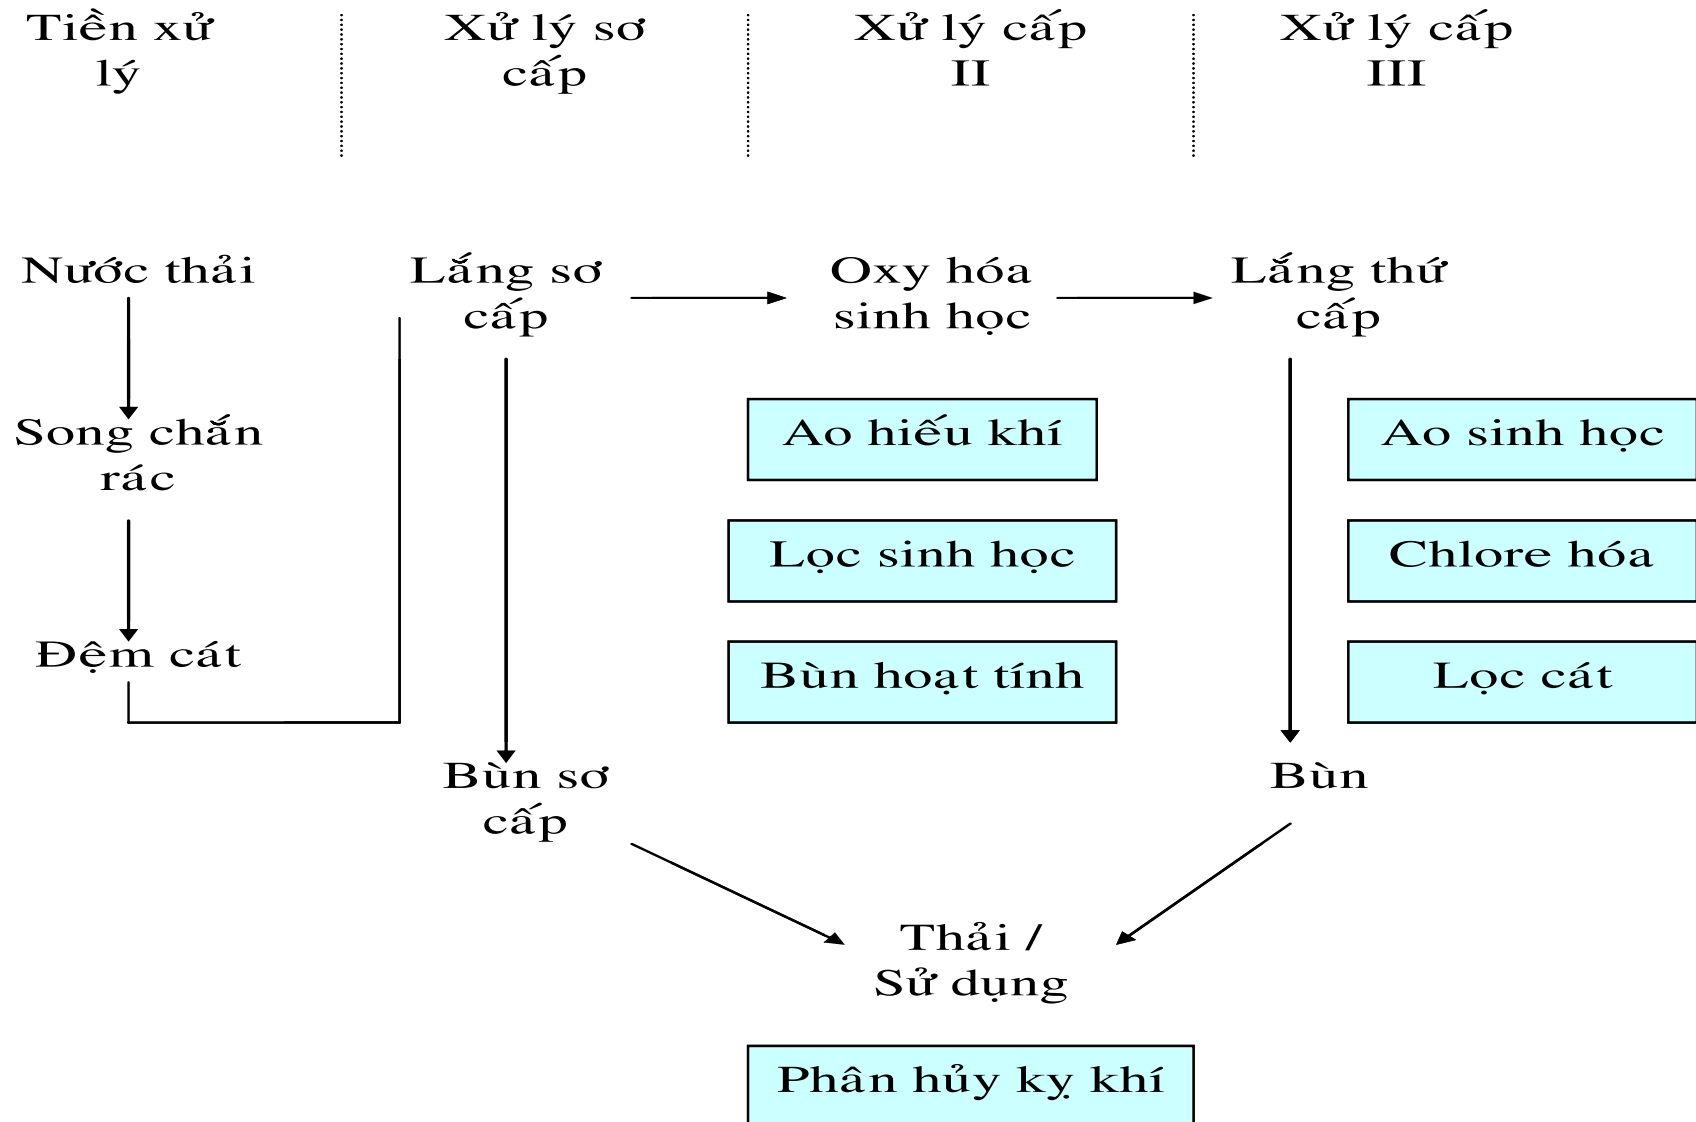 Tiền xử
lý
Xử lý sơ
cấp
Xử lý cấp
II
Xử lý cấp
III
Nước thải
Lắng sơ
cấp
Oxy hóa
sinh học
Lắng thứ
cấp
Song chắn
rác
Ao hiếu khí
Ao sinh học
Lọc sinh học
Chlore hóa
Đệm cát
Bùn hoạt tính
Lọc cát
Bùn sơ
cấp
Bùn
Thải /
Sử dụng
Phân hủy kỵ khí